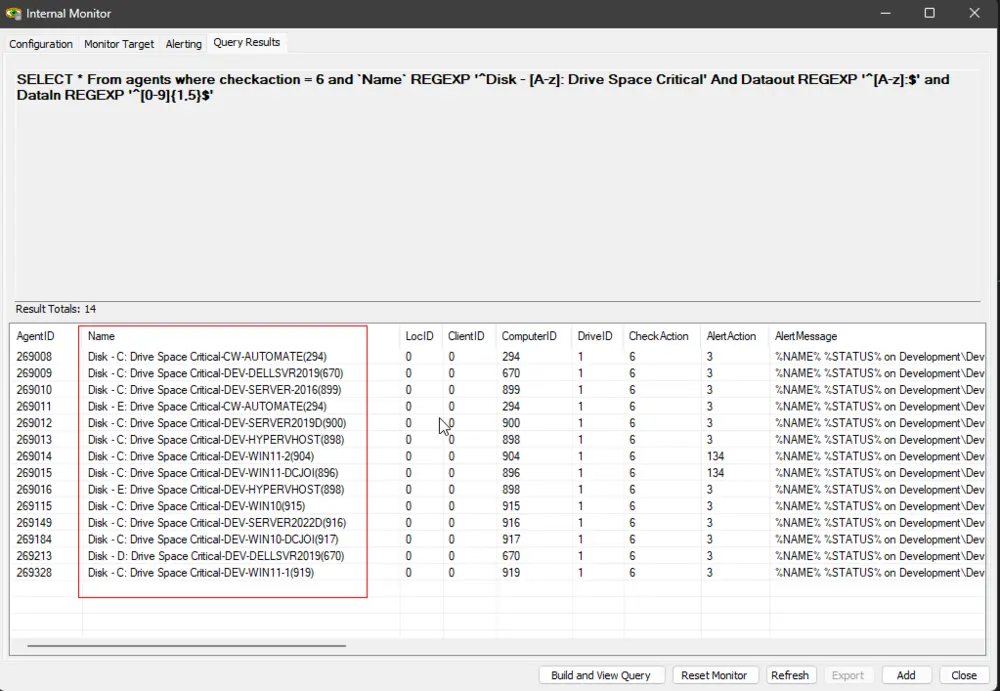 Internal Monitor
Configuration Monitor Target Alerting Query Results
SELECT * From agents where checkaction = 6 and `Name` REGEXP '^Disk - [A-z]: Drive Space Critical' And Dataout REGEXP '^[A-z]:$' and
DataIn REGEXP '^[0-9]{1,5}$'
Result Totals: 14
AgentID Name LocID ClientID ComputerID DriveID CheckAction AlertAction AlertMessage
269008 Disk - C: Drive Space Critical-CW-AUTOMATE(294) 0 0 294 1 6 3 %NAME% %STATUS% on Development\Dev
269009 Disk - C: Drive Space Critical-DEV-DELLSVR2019(670) 0 0 670 1 6 3 %NAME% %STATUS% on Development\Dev
269010 Disk - C: Drive Space Critical-DEV-SERVER-2016(899) 0 0 899 1 6 3 %NAME% %STATUS% on Development\Dev
269011 Disk - E: Drive Space Critical-CW-AUTOMATE(294) 0 0 294 1 6 3 %NAME% %STATUS% on Development\Dev
269012 Disk - C: Drive Space Critical-DEV-SERVER2019D(900) 0 0 900 1 6 3 %NAME% %STATUS% on Development\Dev
269013 Disk - C: Drive Space Critical-DEV-HYPERVHOST(898) 0 0 898 1 6 3 %NAME% %STATUS% on Development\Dev
269014 Disk - C: Drive Space Critical-DEV-WIN11-2(904) 0 0 904 1 6 134 %NAME% %STATUS% on Development\Dev
269015 Disk - C: Drive Space Critical-DEV-WIN11-DCJOI(896) 0 0 896 1 6 134 %NAME% %STATUS% on Development\Dev
269016 Disk - E: Drive Space Critical-DEV-HYPERVHOST(898) 0 0 898 1 6 3 %NAME% %STATUS% on Development\Dev
269115 Disk - C: Drive Space Critical-DEV-WIN10(915) 0 0 915 1 6 3 %NAME% %STATUS% on Development\Dev
269149 Disk - C: Drive Space Critical-DEV-SERVER2022D(916) 0 0 916 1 6 3 %NAME% %STATUS% on Development\Dev
269184 Disk - C: Drive Space Critical-DEV-WIN10-DCJOI(917) 0 0 917 1 6 3 %NAME% %STATUS% on Development\Dev
269213 Disk - D: Drive Space Critical-DEV-DELLSVR2019(670) 0 0 670 1 6 3 %NAME% %STATUS% on Development\Dev
269328 Disk - C: Drive Space Critical-DEV-WIN11-1(919) 0 0 919 1 6 3 %NAME% %STATUS% on Development\Dev
Build and View Query Reset Monitor Refresh Export Add Close